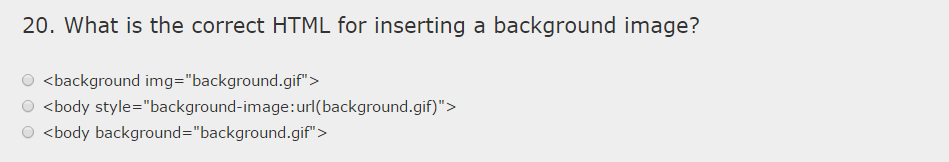 20. What is the correct HTML for inserting a background image?
<background img="background.gif">
<body style="background-image:url(background.gif)">
<body background="background.gif">